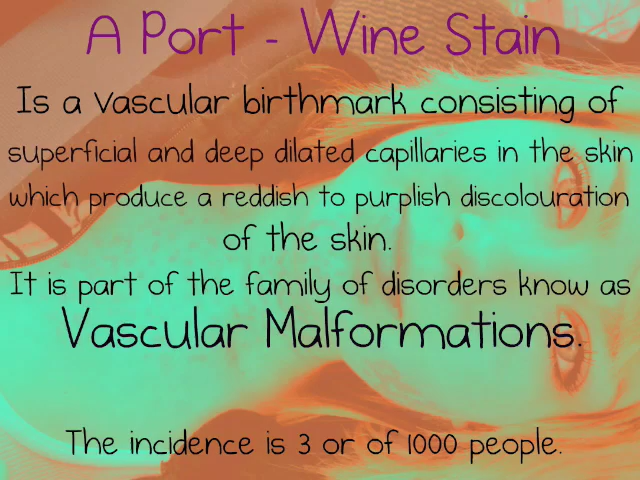 A Port - Wine Stain
Is a vascular birthmark consisting of
superficial and deep dilated capillaries in the skin
which produce a reddish to purplish discolouration
of the skin.
It is part of the family of disorders know as
Vascular Malformations.
The incidence is 3 or of 1000 people.